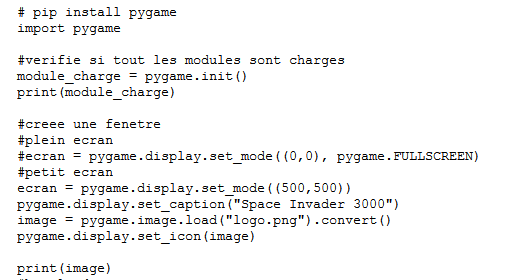 # pip install pygame
import pygame
#verifie si tout les modules sont charges
module_charge = pygame.init()
print(module_charge)
#creee une fenetre
#plein ecran
#ecran = pygame.display.set_mode((0,0), pygame.FULLSCREEN)
#petit ecran
ecran = pygame.display.set_mode((500,500))
pygame.display.set_caption("Space Invader 3000")
image = pygame.image.load("logo.png").convert()
pygame.display.set_icon(image)
print(image)